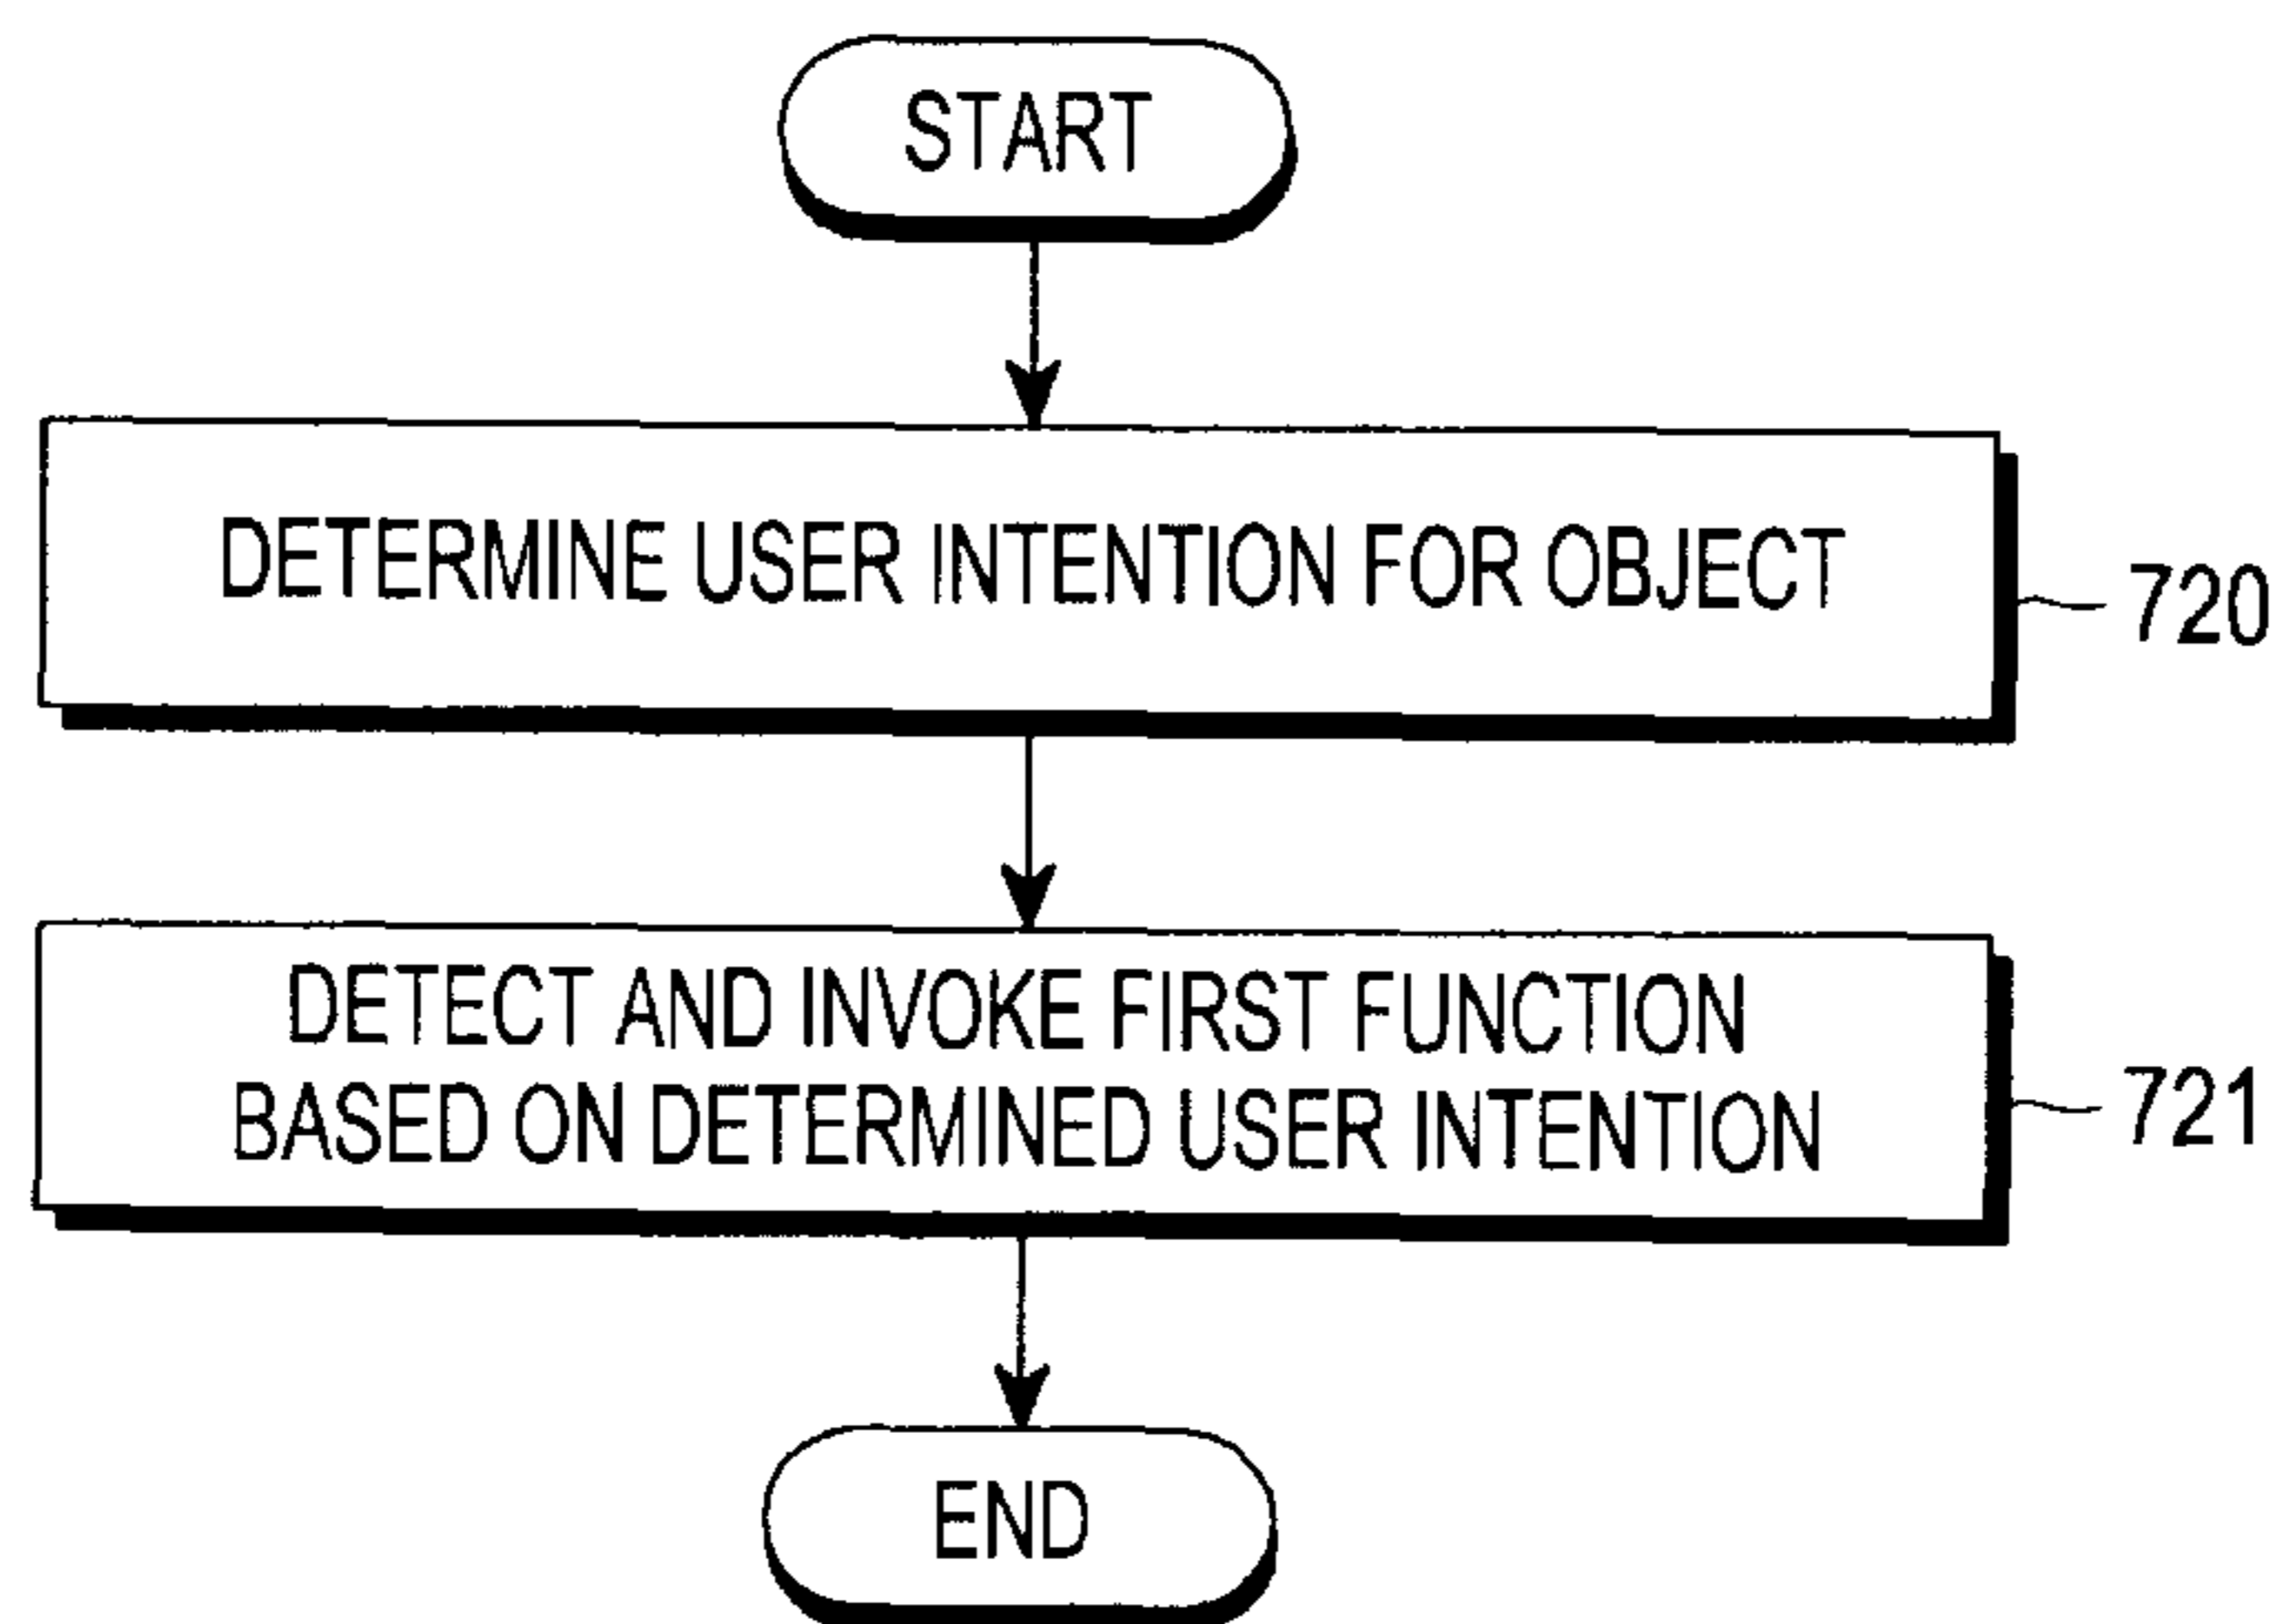 START
DETERMINE USER INTENTION FOR OBJECT
720
DETECT AND INVOKE FIRST FUNCTION
BASED ON DETERMINED USER INTENTION
721
END